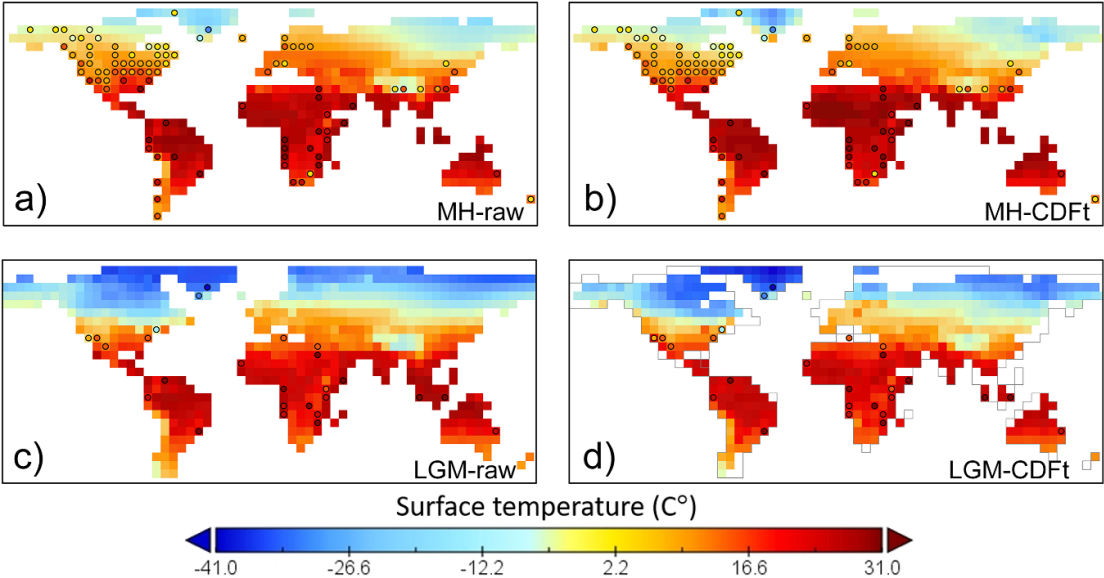 a)
MH-raw
b)
MH-CDFt
c)
LGM-raw
d)
LGM-CDFt
Surface temperature (C°)
-41.0 -26.6 -12.2 2.2 16.6 31.0